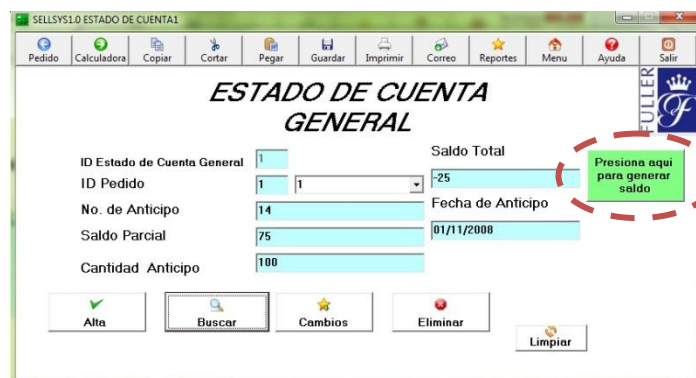 SELLSYS1.0 ESTADO DE CUENTA1
Pedido Calculadora Copiar Cortar Pegar Guardar Imprimir Correo Reportes Menu Ayuda Salir
ESTADO DE CUENTA
GENERAL
FULLER
F
ID Estado de Cuenta General 1
ID Pedido 1 1
No. de Anticipo 14
Saldo Parcial 75
Cantidad Anticipo 100
Saldo Total
-25
Fecha de Anticipo
01/11/2008
Presiona aqui
para generar
saldo
Alta Buscar Cambios Eliminar
Limpiar